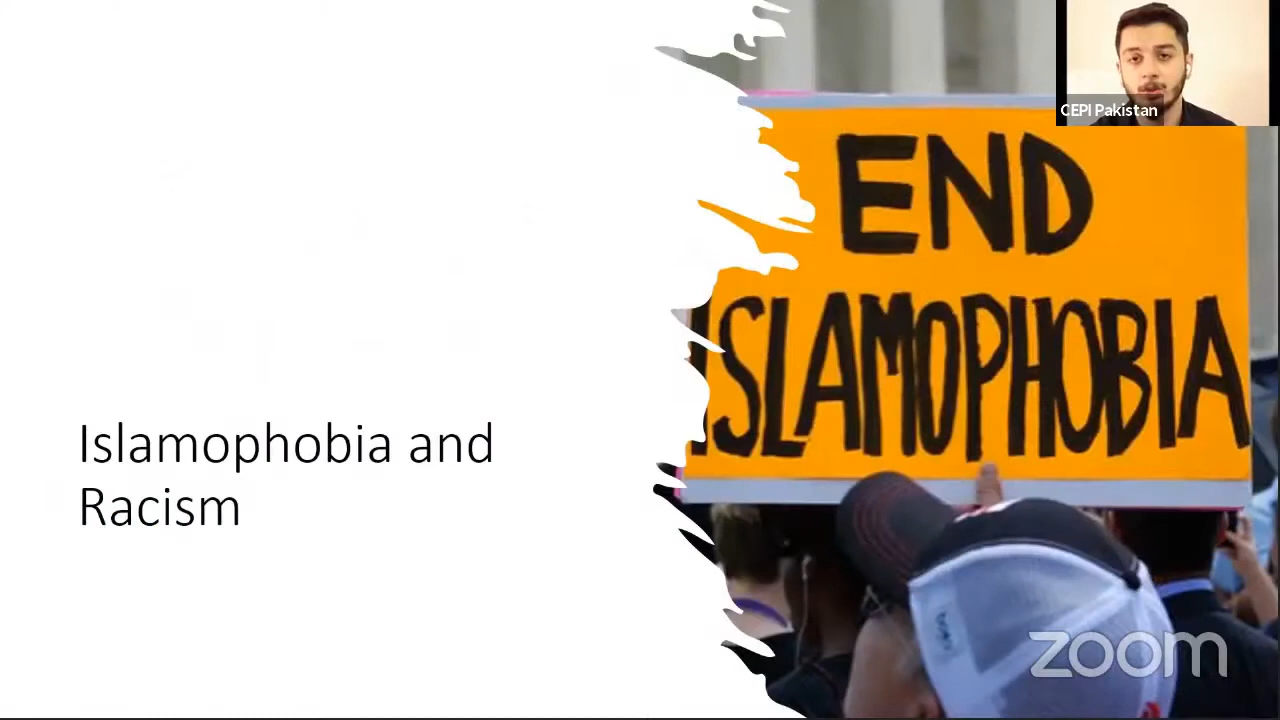 CEPI Pakistan
END
ISLAMOPHOBIA
Islamophobia and
Racism
zoom